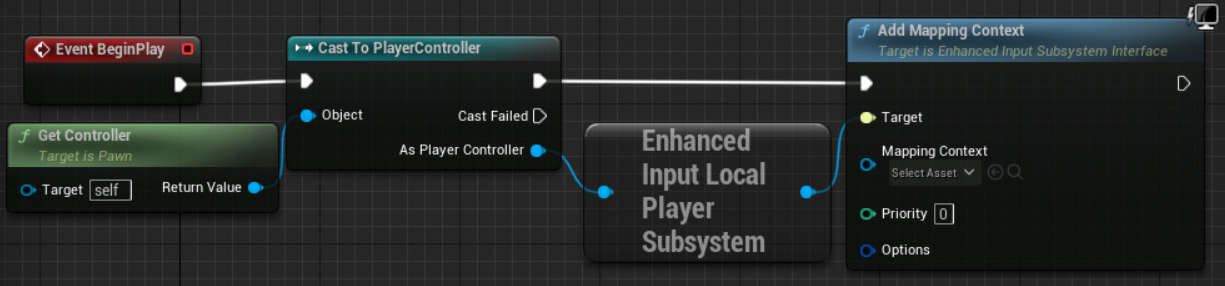 Event BeginPlay
Cast To PlayerController
Object
Cast Failed
As Player Controller
Get Controller
Target is Pawn
Target self
Return Value
Enhanced
Input Local
Player
Subsystem
Add Mapping Context
Target is Enhanced Input Subsystem Interface
Target
Mapping Context
Select Asset
Priority 0
Options